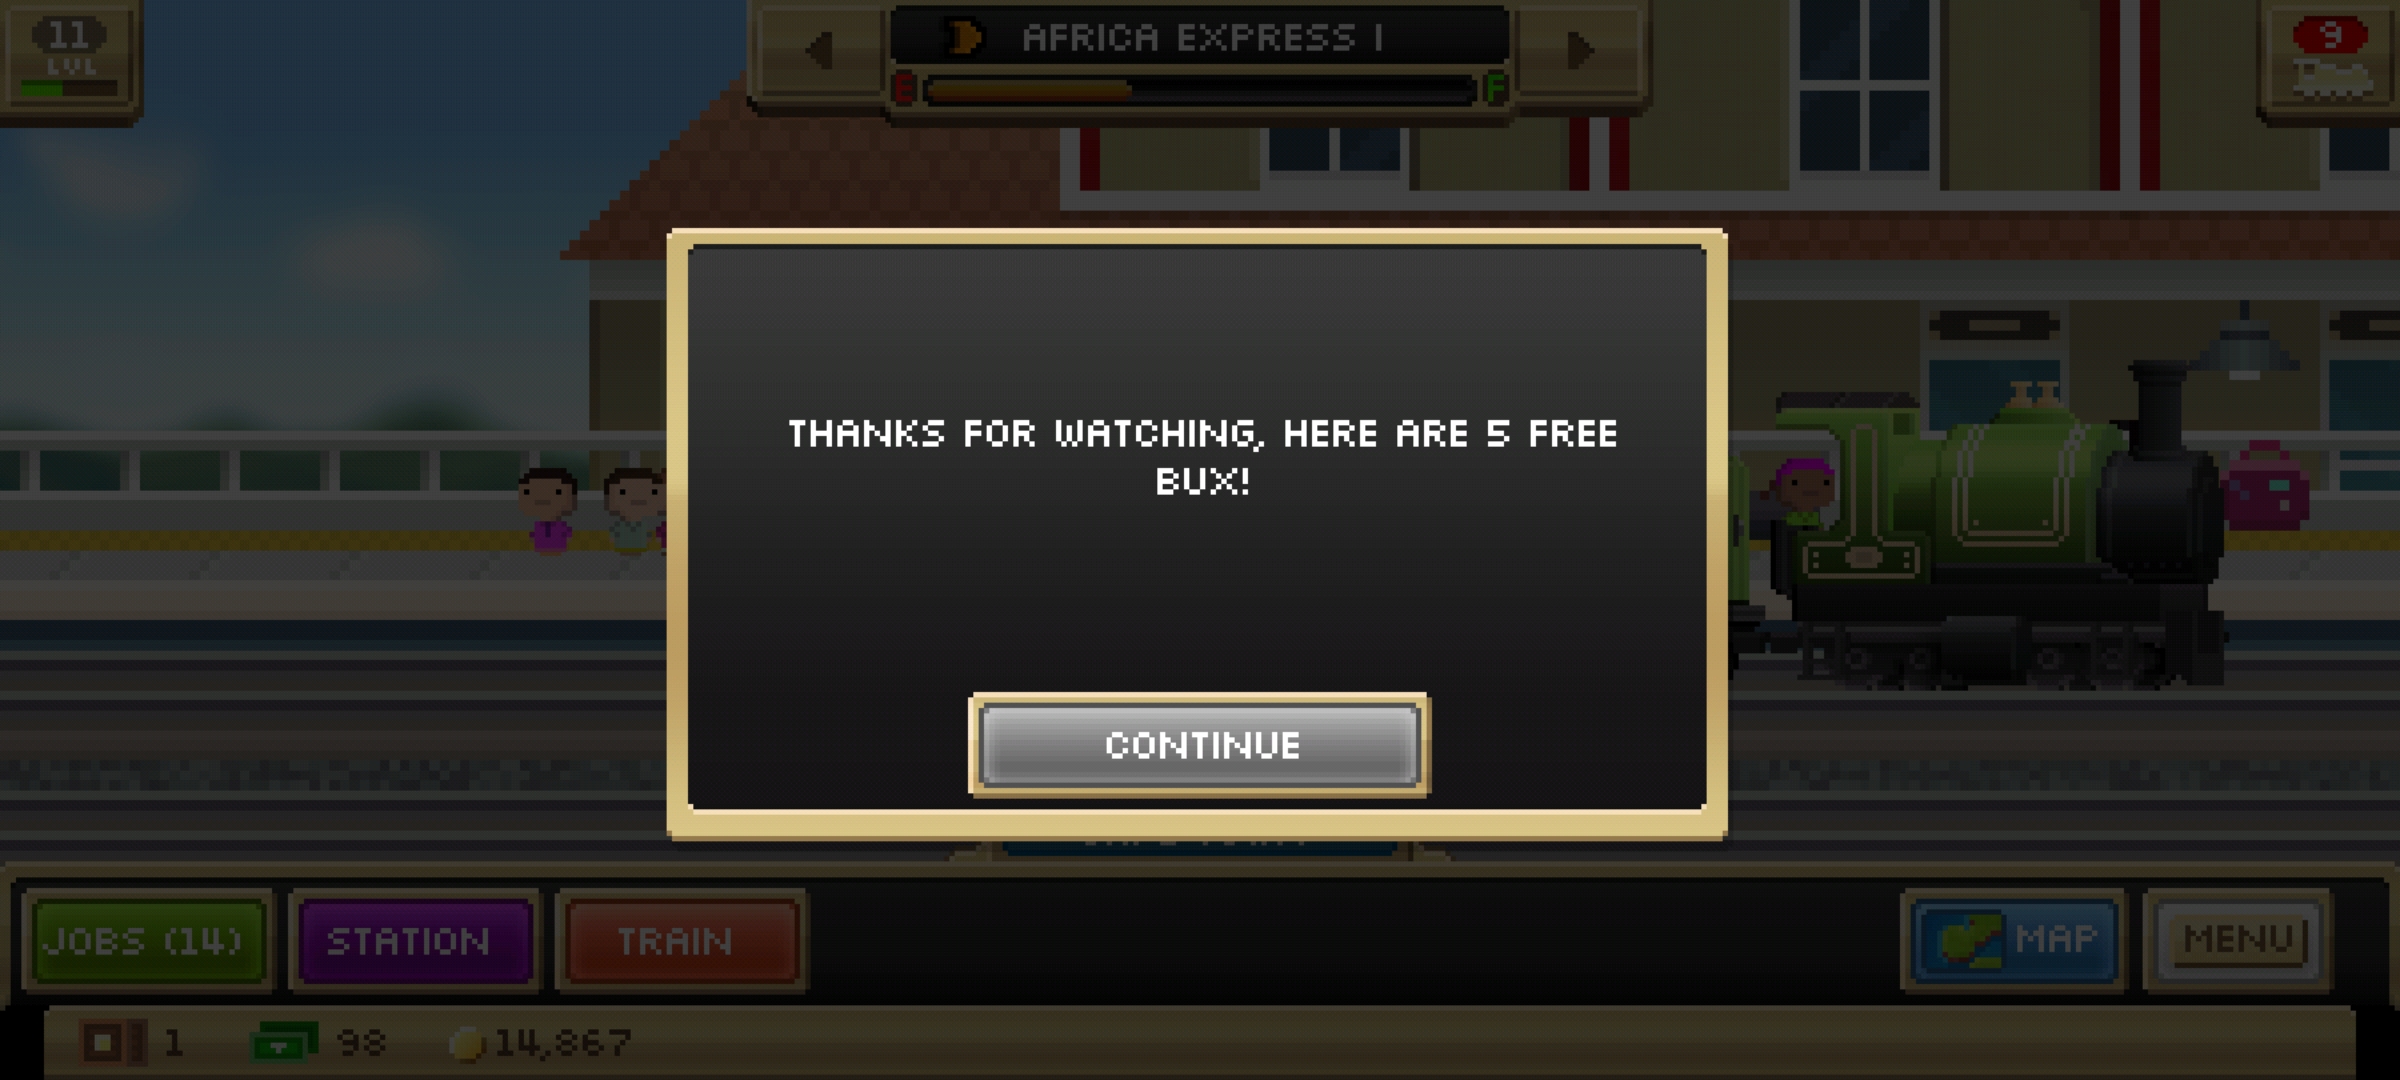 11
LVL
AFRICA EXPRESS 1
E
F
9
THANKS FOR WATCHING, HERE ARE 5 FREE
BUX!
CONTINUE
JOBS (14)
STATION
TRAIN
MAP
MENU
1
98
14,867